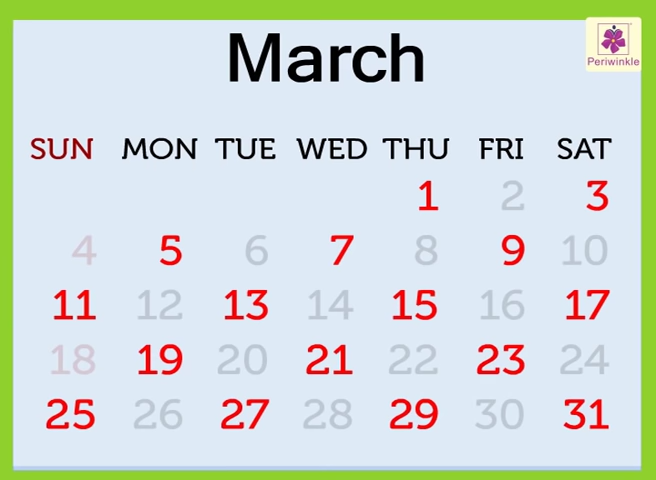 March
Periwinkle
SUN MON TUE WED THU FRI SAT
1 2 3
4 5 6 7 8 9 10
11 12 13 14 15 16 17
18 19 20 21 22 23 24
25 26 27 28 29 30 31